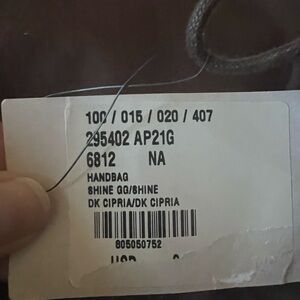 100 / 015 / 020 / 407
295402 AP21G
6812 NA
HANDBAG
SHINE GG/SHINE
DK CIPRIA/DK CIPRIA
805050752